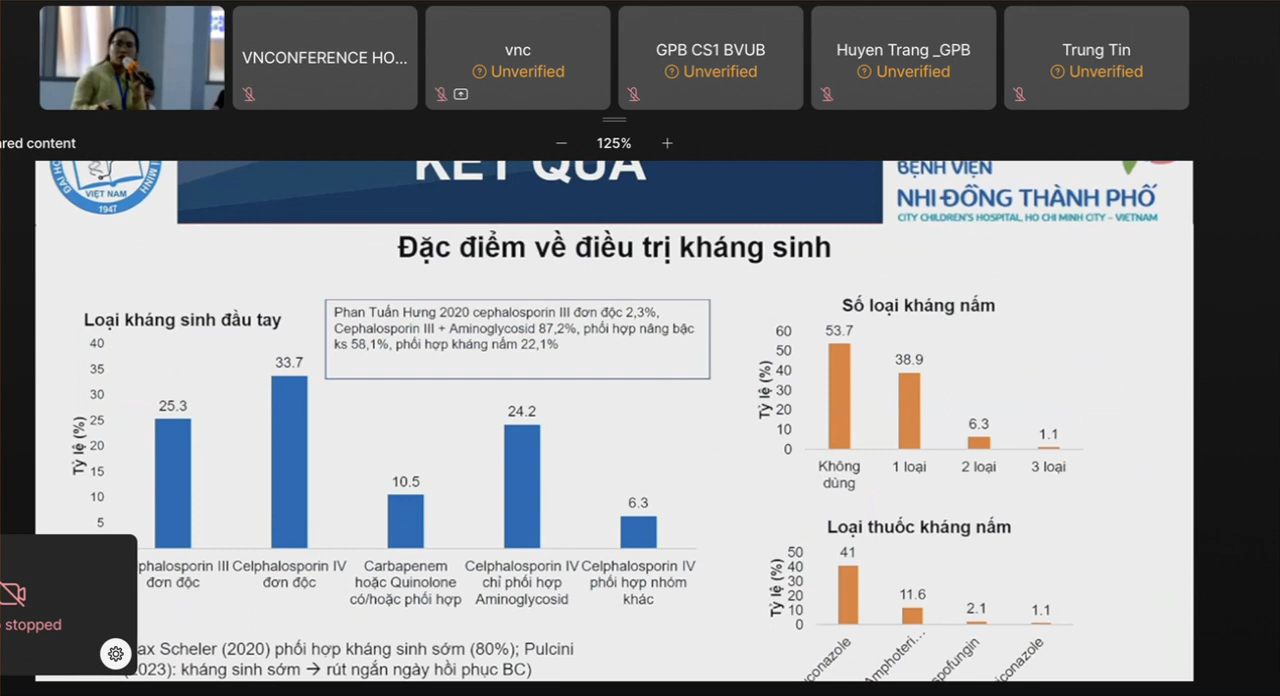 VNCONFERENCE HO...
vnc
Unverified
GPB CS1 BVUB
Unverified
Huyen Trang _GPB
Unverified
Trung Tin
Unverified
ared content
125%
VIỆT NAM
1947
KẾT QUẢ
BỆNH VIỆN
NHI ĐỒNG THÀNH PHỐ
CITY CHILDREN'S HOSPITAL, HO CHI MINH CITY - VIETNAM
Đặc điểm về điều trị kháng sinh
Loại kháng sinh đầu tay
Phan Tuấn Hưng 2020 cephalosporin III đơn độc 2,3%,
Cephalosporin III + Aminoglycosid 87,2%, phối hợp nâng bậc
ks 58,1%, phối hợp kháng nấm 22,1%
Tỷ lệ (%)
40
35
30
25
20
15
10
5
25.3
33.7
10.5
24.2
6.3
phalosporin III
đơn độc
Celphalosporin IV
đơn độc
Carbapenem
hoặc Quinolone
có/hoặc phối hợp
Celphalosporin IV
chỉ phối hợp
Aminoglycosid
Celphalosporin IV
phối hợp nhóm
khác
Số loại kháng nấm
Tỷ lệ (%)
60
50
40
30
20
10
0
53.7
38.9
6.3
1.1
Không
dùng
1 loại
2 loại
3 loại
Loại thuốc kháng nấm
Tỷ lệ (%)
50
40
30
20
10
0
41
11.6
2.1
1.1
conazole
Amphoteri...
spofungin
iconazole
ax Scheler (2020) phối hợp kháng sinh sớm (80%); Pulcini
2023): kháng sinh sớm → rút ngắn ngày hồi phục BC)
stopped